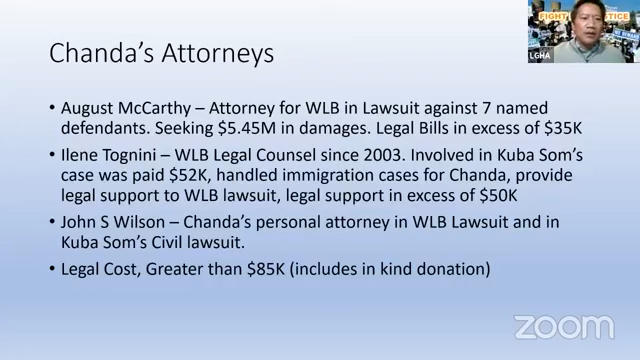 FIGHT
STICE
LGHA
Chanda's Attorneys
• August McCarthy – Attorney for WLB in Lawsuit against 7 named
defendants. Seeking $5.45M in damages. Legal Bills in excess of $35K
• Ilene Tognini – WLB Legal Counsel since 2003. Involved in Kuba Som's
case was paid $52K, handled immigration cases for Chanda, provide
legal support to WLB lawsuit, legal support in excess of $50K
• John S Wilson – Chanda's personal attorney in WLB Lawsuit and in
Kuba Som's Civil lawsuit.
• Legal Cost, Greater than $85K (includes in kind donation)
zoom